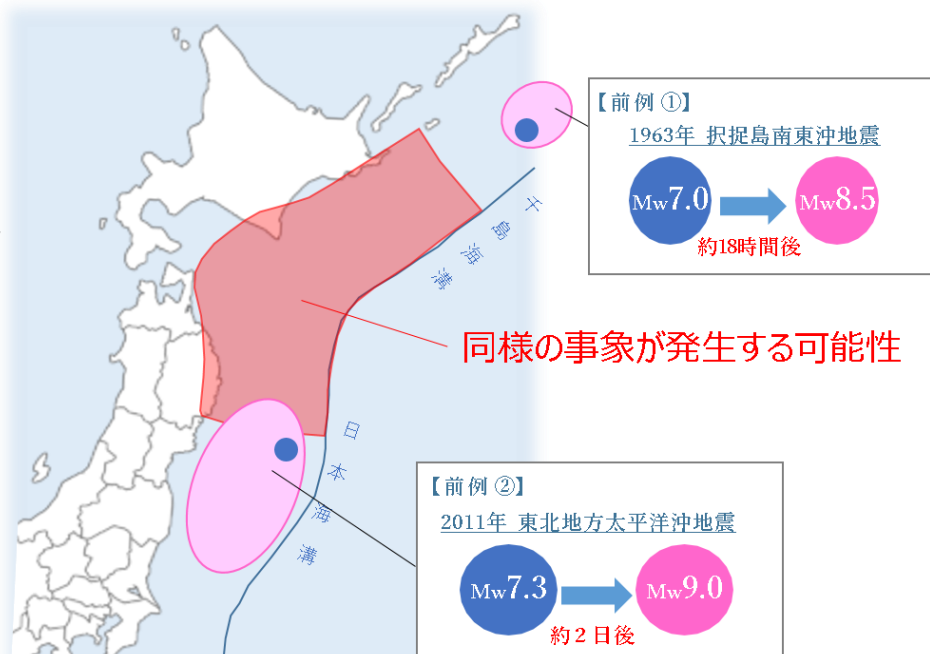 【前例①】
1963年 択捉島南東沖地震
Mw7.0
Mw8.5
約18時間後
千島海溝
同様の事象が発生する可能性
日本海溝
【前例②】
2011年 東北地方太平洋沖地震
Mw7.3
Mw9.0
約２日後